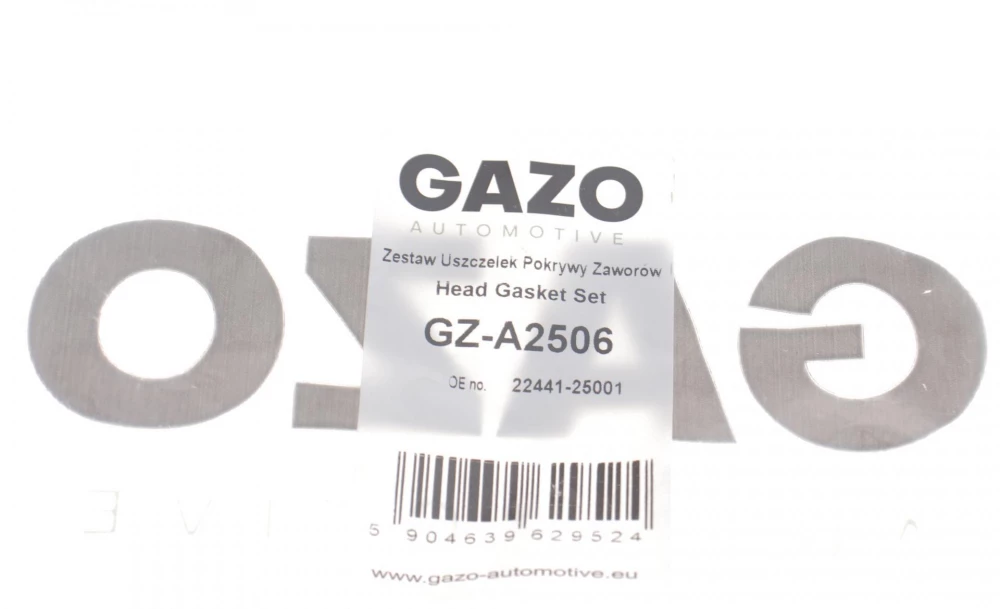 GAZO
AUTOMOTIVE
Zestaw Uszczelek Pokrywy Zaworów
Head Gasket Set
GZ-A2506
OE no. 22441-25001
5 904639 629524
www.gazo-automotive.eu
GAZO